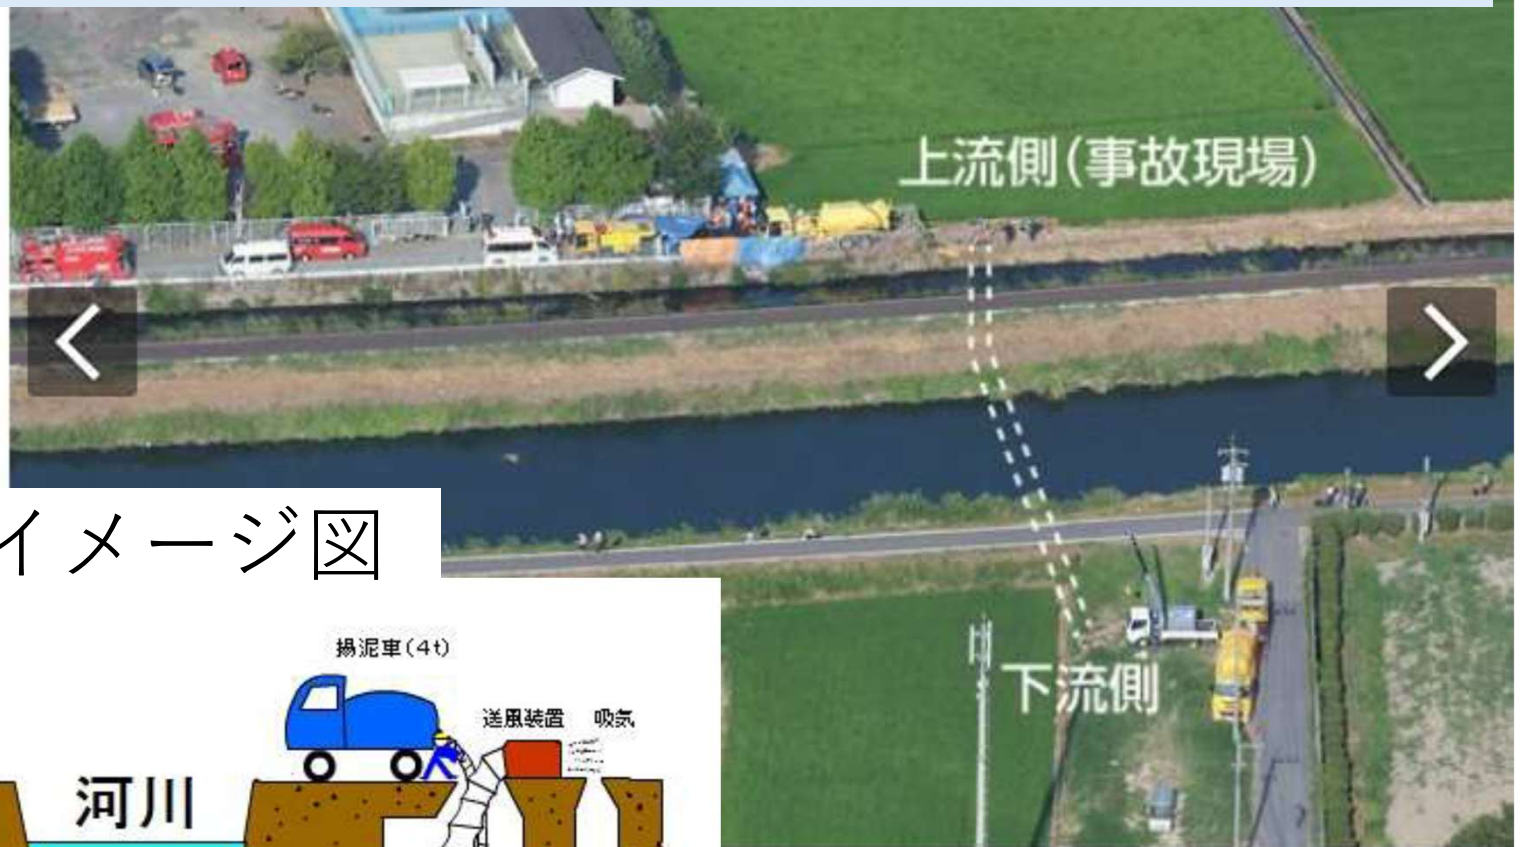 上流側(事故現場)
下流側
イメージ図
揚泥車(4t)
送風装置 吸気
河川